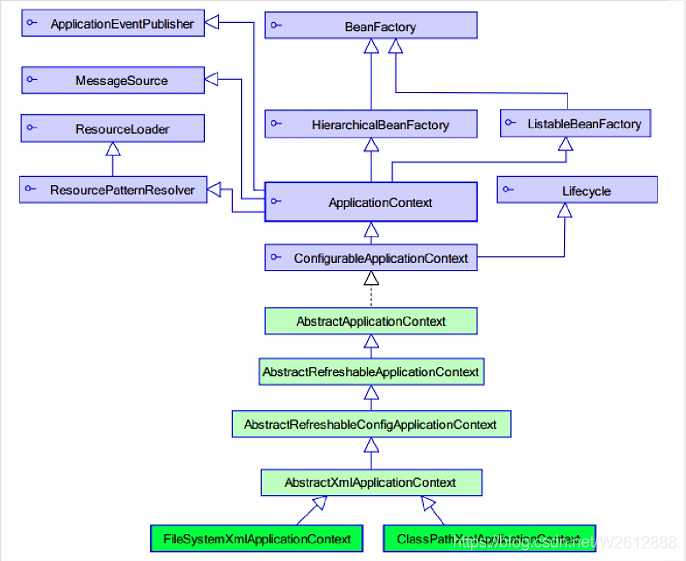 ApplicationEventPublisher
BeanFactory
MessageSource
ResourceLoader
HierarchicalBeanFactory
ListableBeanFactory
ResourcePatternResolver
ApplicationContext
Lifecycle
ConfigurableApplicationContext
AbstractApplicationContext
AbstractRefreshableApplicationContext
AbstractRefreshableConfigApplicationContext
AbstractXmlApplicationContext
FileSystemXmlApplicationContext
ClassPathXmlApplicationContext
https://blog.csdn.net/W2612888